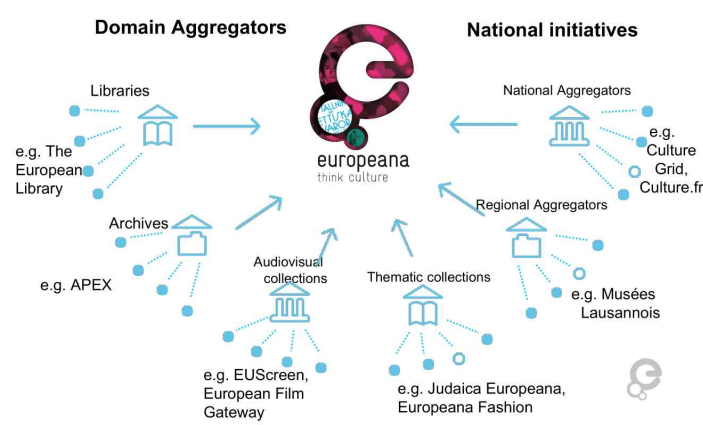 Domain Aggregators
National initiatives
Libraries
e.g. The
European
Library
Archives
e.g. APEX
Audiovisual
collections
e.g. EUScreen,
European Film
Gateway
europeana
think culture
Thematic collections
e.g. Judaica Europeana,
Europeana Fashion
National Aggregators
e.g.
Culture
Grid,
Culture.fr
Regional Aggregators
e.g. Musées
Lausannois